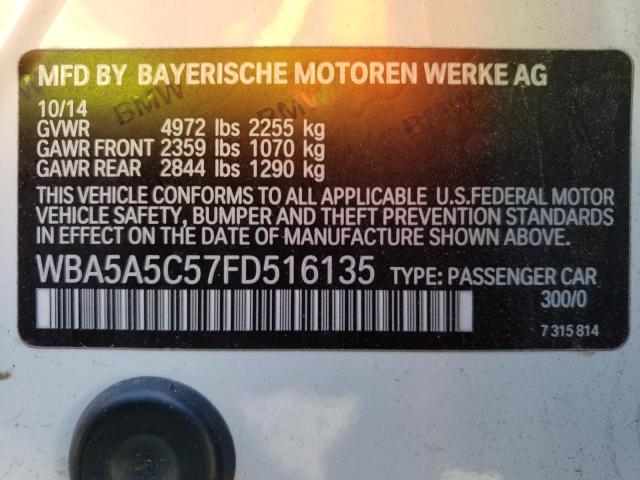 MFD BY BAYERISCHE MOTOREN WERKE AG
BMW
BMW
BMW
10/14
GVWR 4972 lbs 2255 kg
GAWR FRONT 2359 lbs 1070 kg
GAWR REAR 2844 lbs 1290 kg
THIS VEHICLE CONFORMS TO ALL APPLICABLE U.S.FEDERAL MOTOR
VEHICLE SAFETY, BUMPER AND THEFT PREVENTION STANDARDS
IN EFFECT ON THE DATE OF MANUFACTURE SHOWN ABOVE.
WBA5A5C57FD516135 TYPE: PASSENGER CAR
300/0
7 315 814